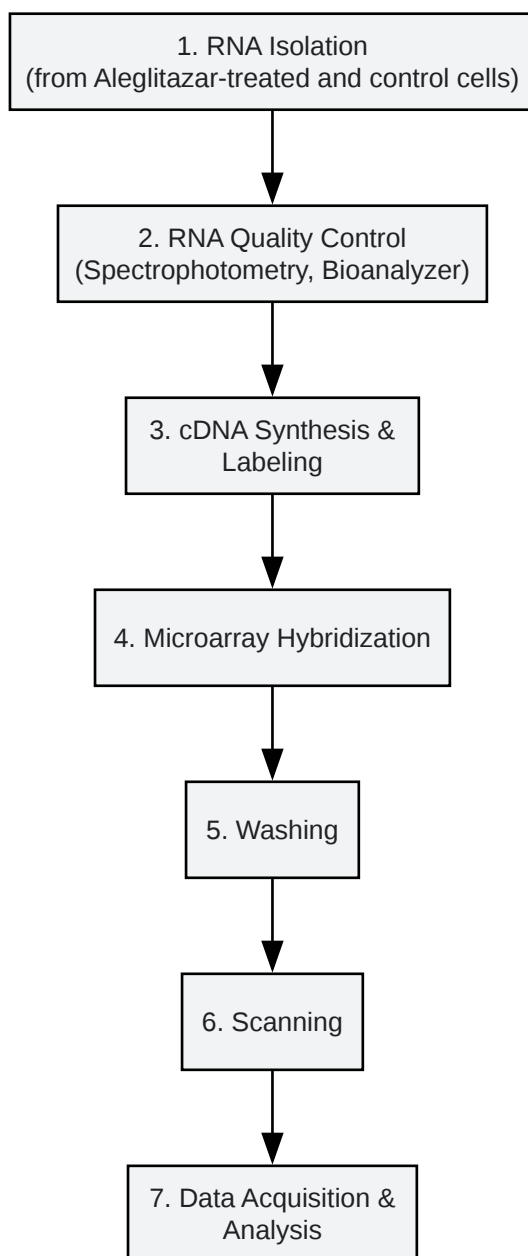 1. RNA Isolation
(from Aleglitazar-treated and control cells)
2. RNA Quality Control
(Spectrophotometry, Bioanalyzer)
3. cDNA Synthesis &
Labeling
4. Microarray Hybridization
5. Washing
6. Scanning
7. Data Acquisition &
Analysis